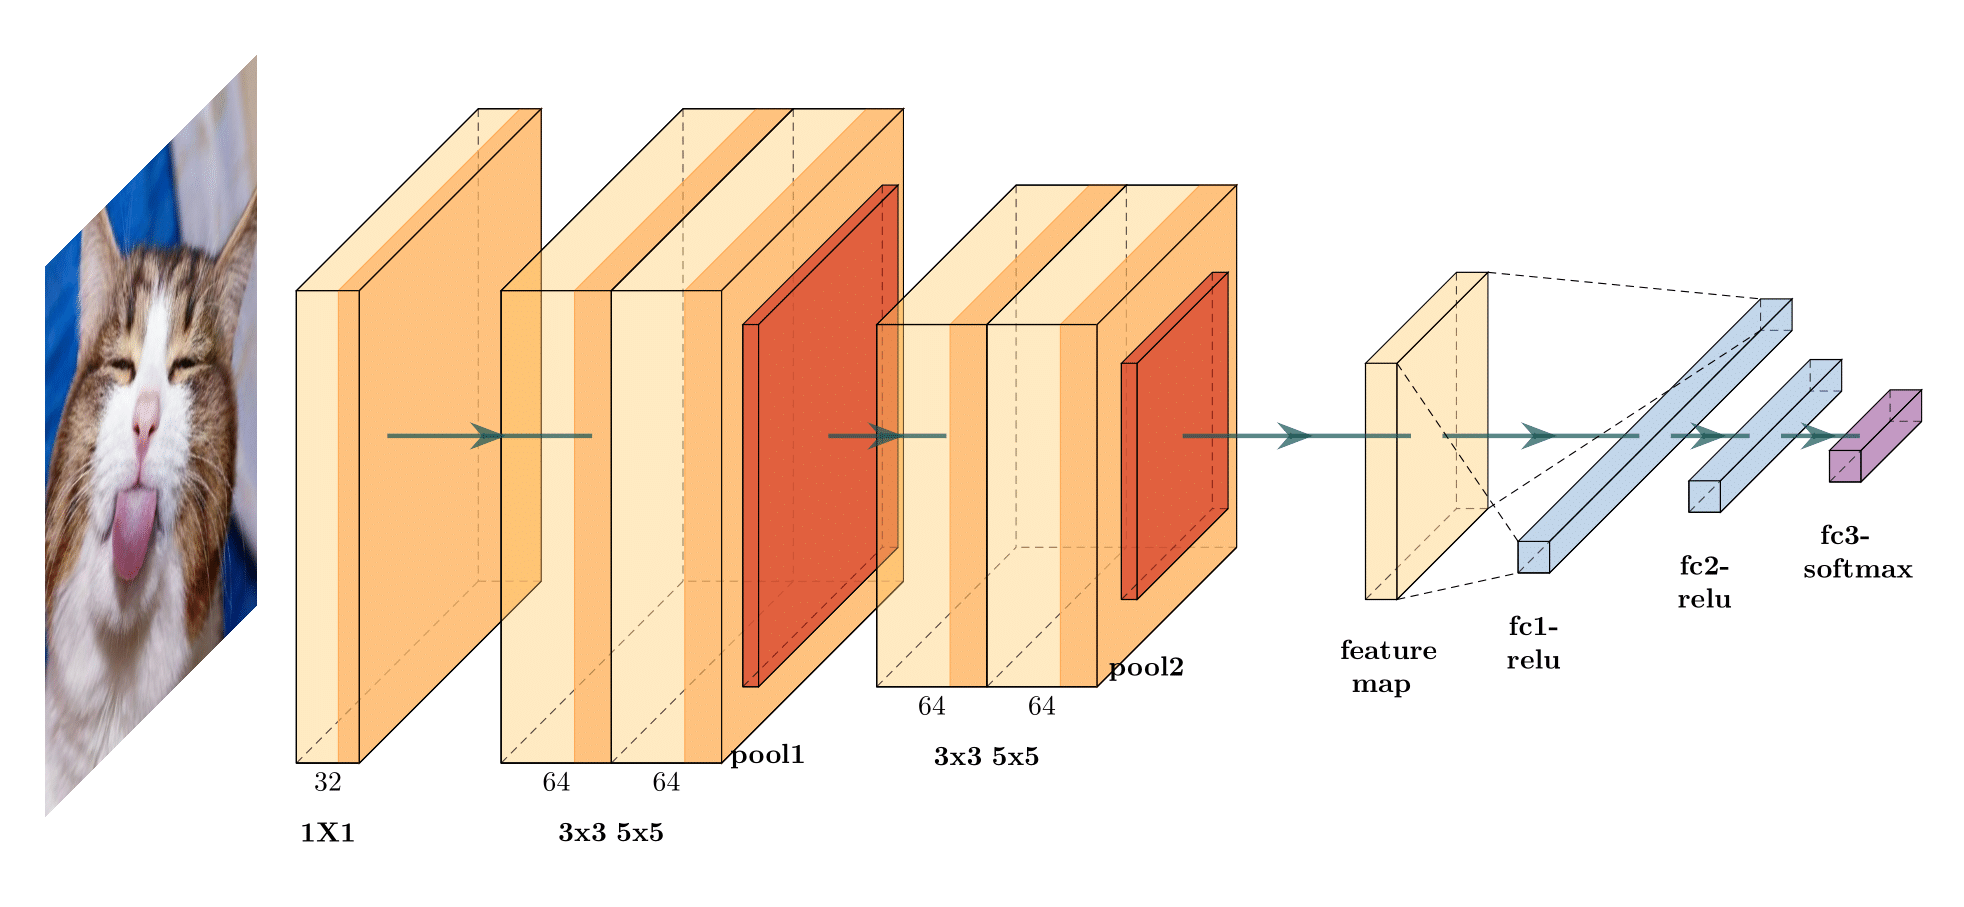 32
1X1
64 64
3x3 5x5
pool1
64 64
3x3 5x5
pool2
feature
map
fc1-
relu
fc2-
relu
fc3-
softmax